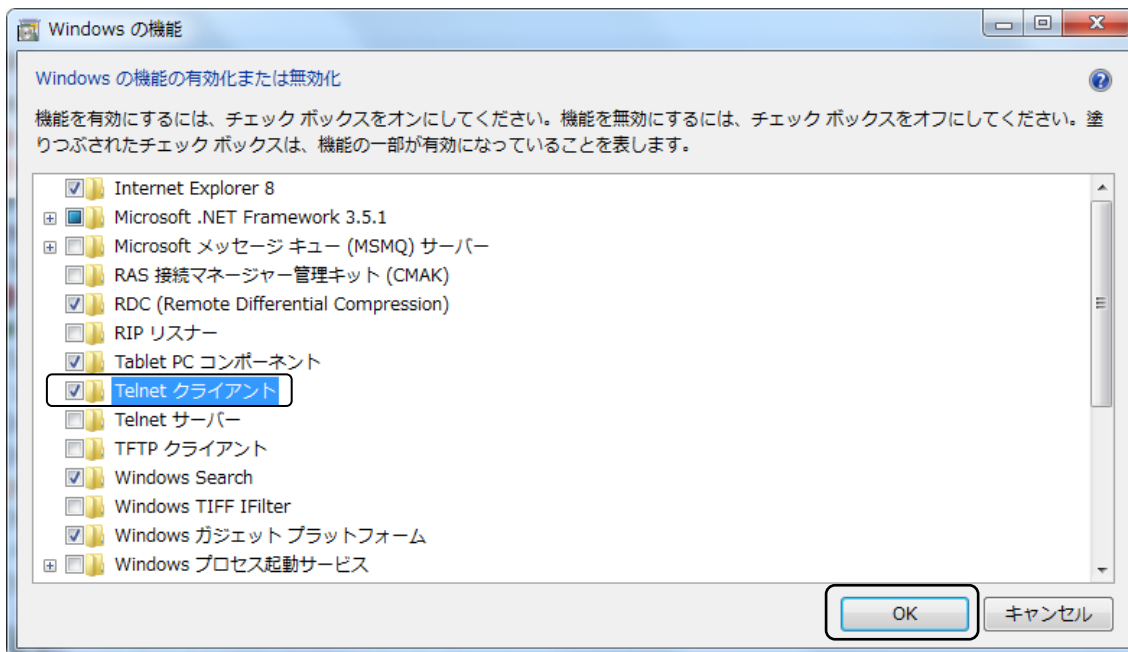 Windows の機能
Windows の機能の有効化または無効化
機能を有効にするには、チェック ボックスをオンにしてください。機能を無効にするには、チェック ボックスをオフにしてください。塗
りつぶされたチェック ボックスは、機能の一部が有効になっていることを表します。
Internet Explorer 8
Microsoft .NET Framework 3.5.1
Microsoft メッセージ キュー (MSMQ) サーバー
RAS 接続マネージャー管理キット (CMAK)
RDC (Remote Differential Compression)
RIP リスナー
Tablet PC コンポーネント
Telnet クライアント
Telnet サーバー
TFTP クライアント
Windows Search
Windows TIFF IFilter
Windows ガジェット プラットフォーム
Windows プロセス起動サービス
OK
キャンセル